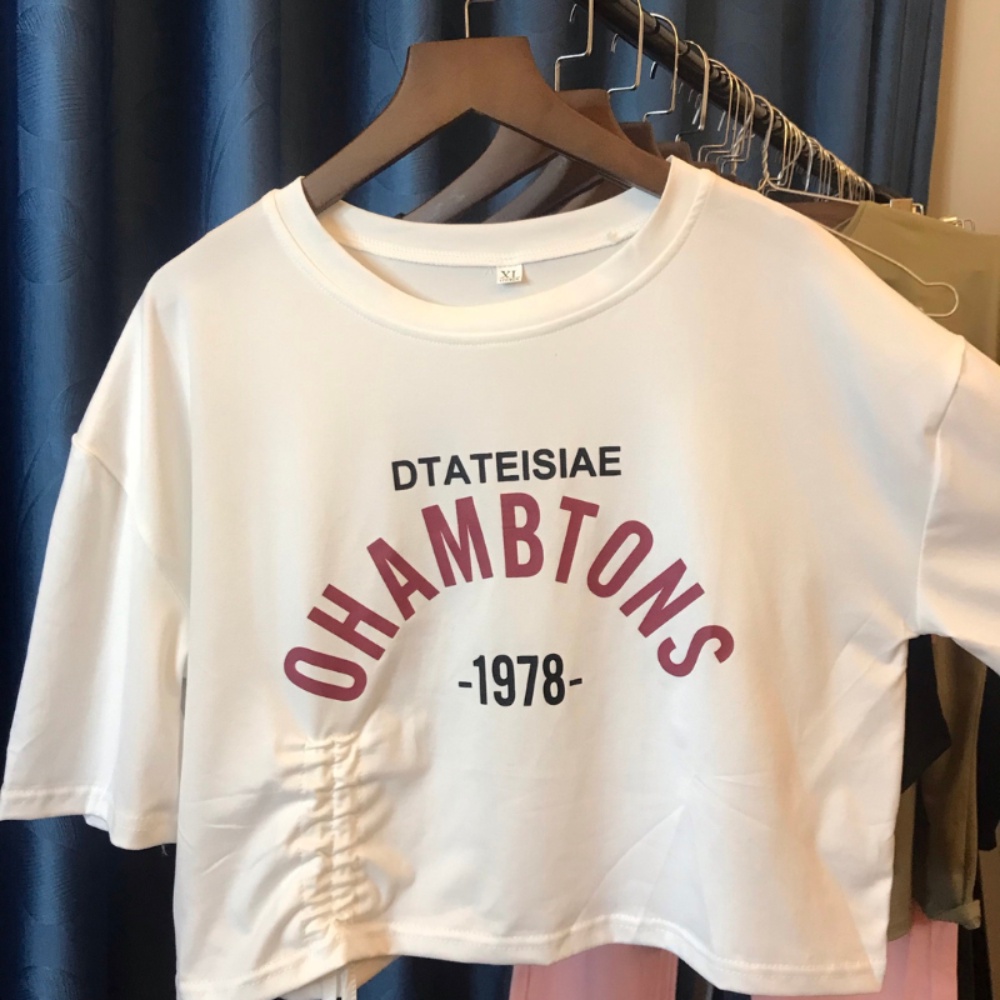 XL
DTATEISIAE
OHAMBTONS
-1978-